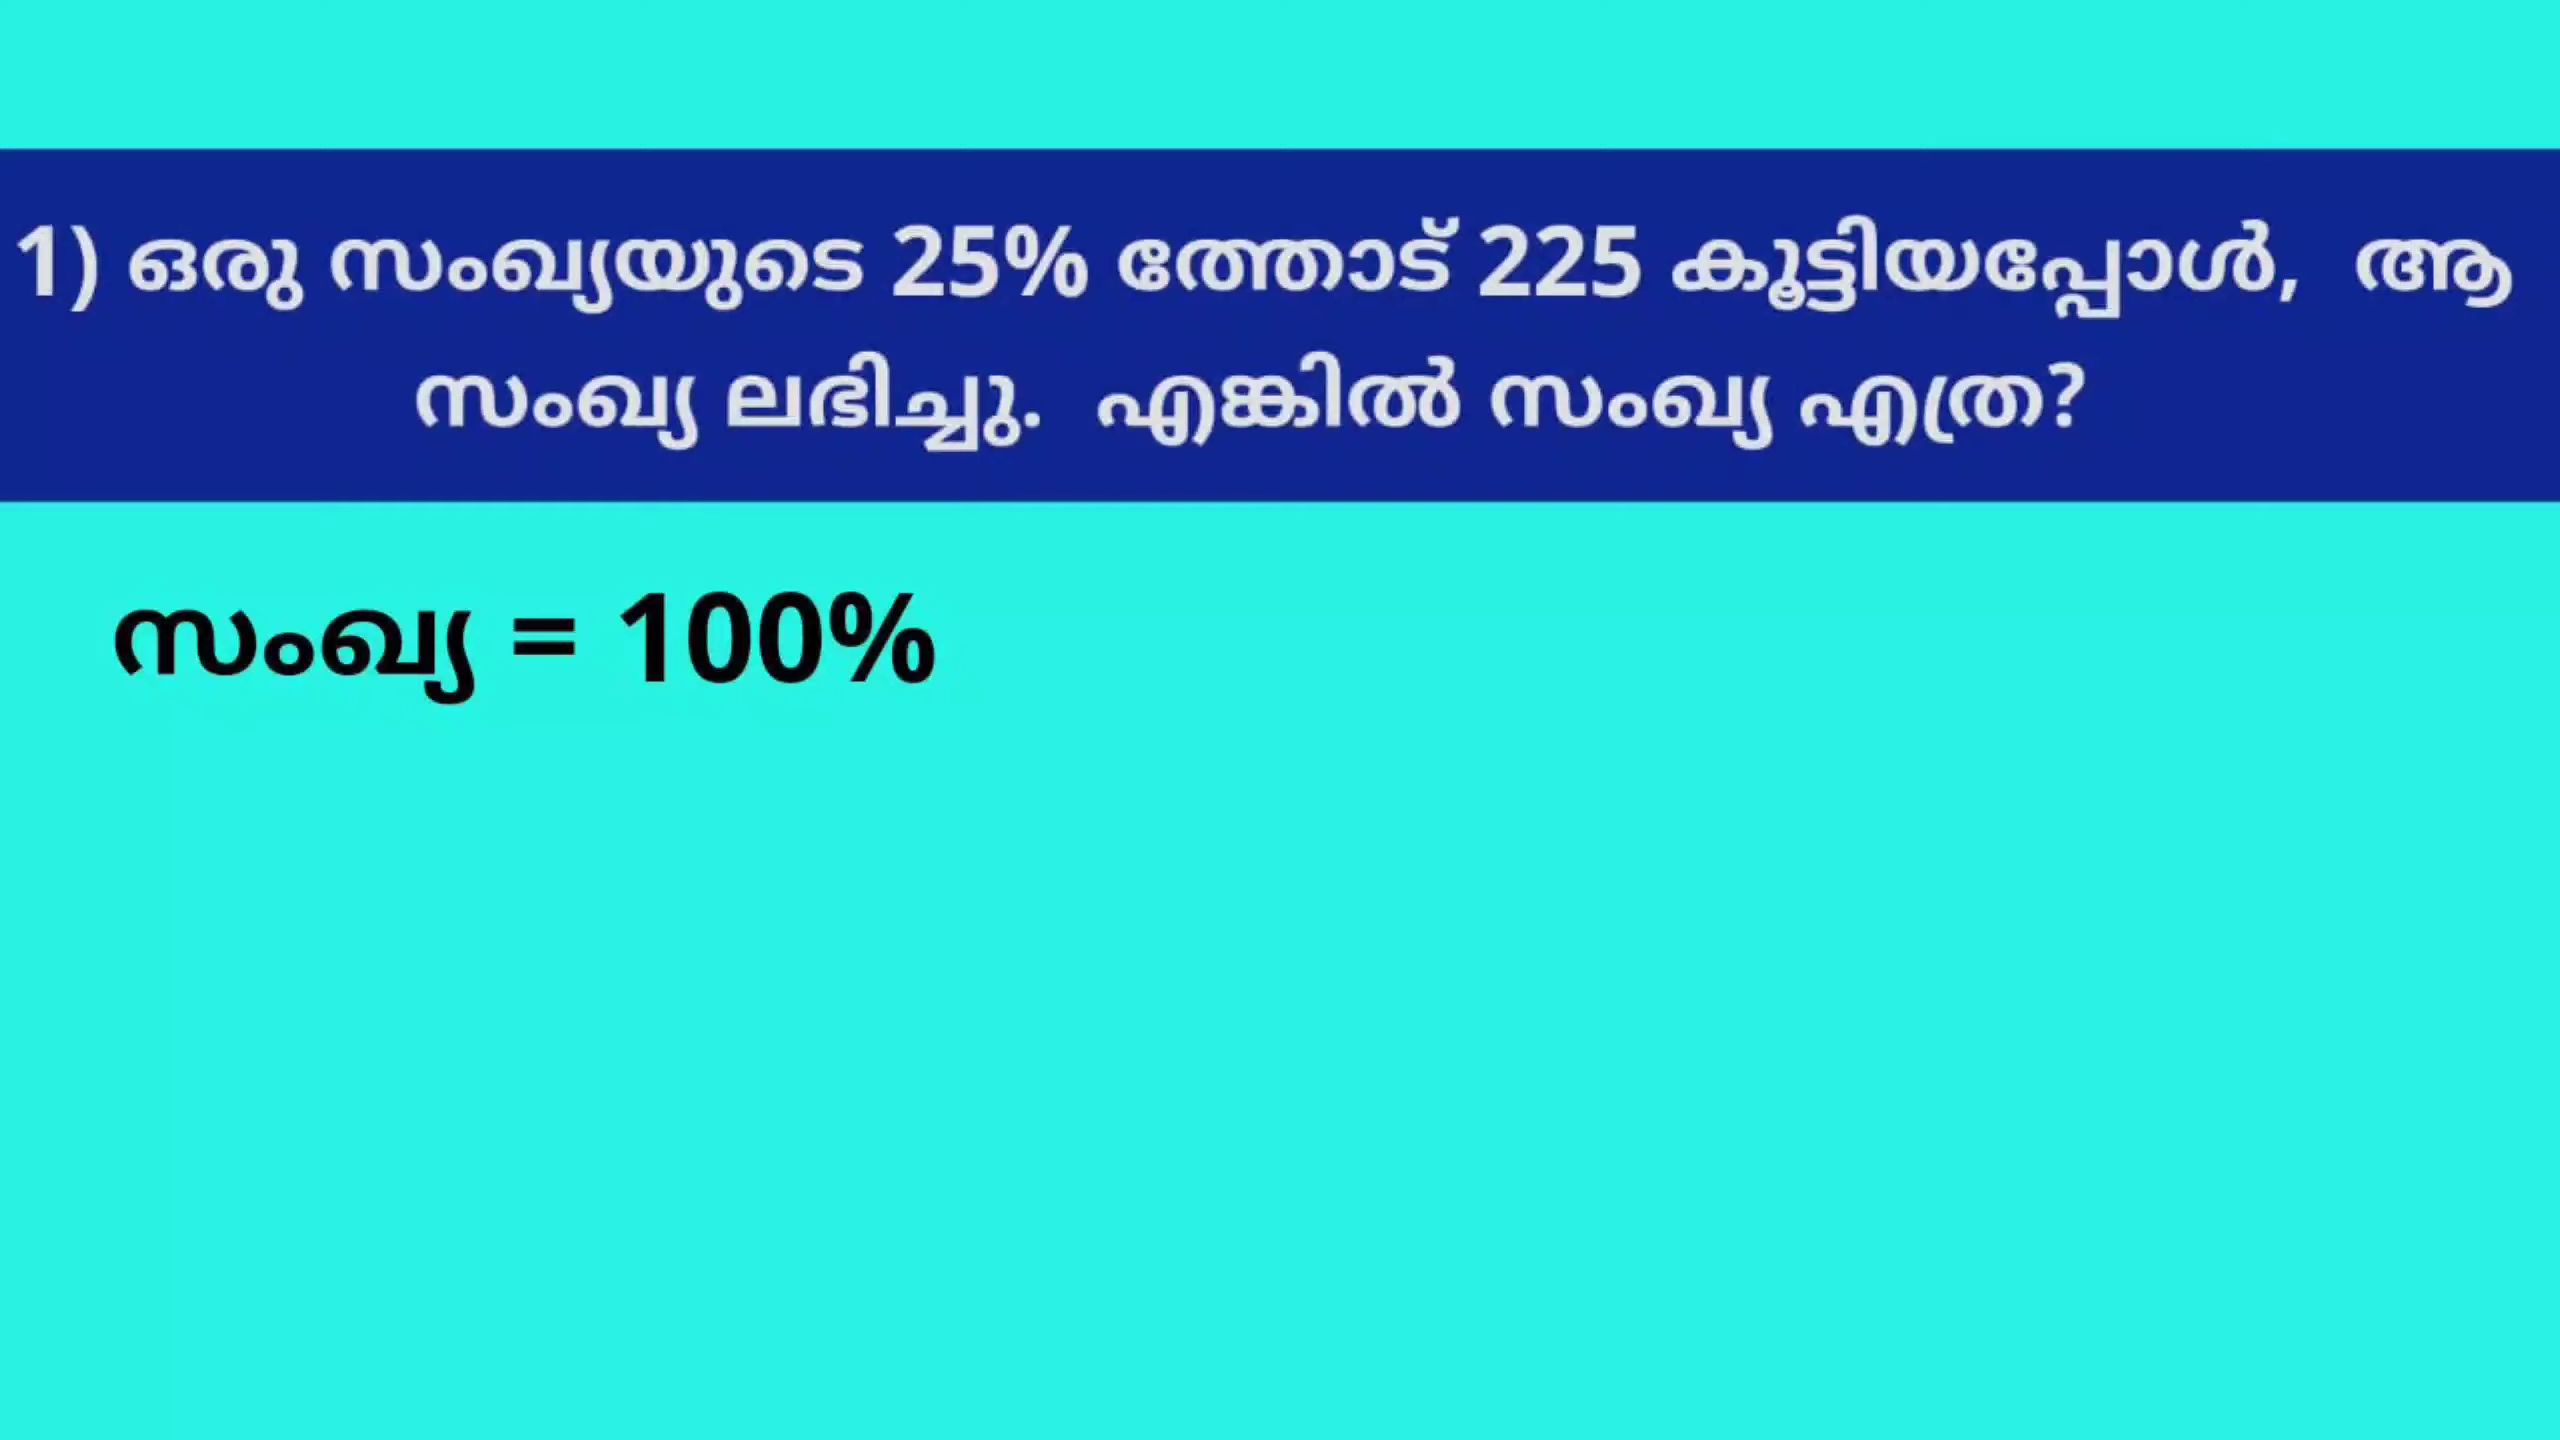 1) ഒരു സംഖ്യയുടെ 25% ത്തോട് 225 കൂട്ടിയപ്പോൾ, ആ
സംഖ്യ ലഭിച്ചു. എങ്കിൽ സംഖ്യ എത്ര?
സംഖ്യ = 100%